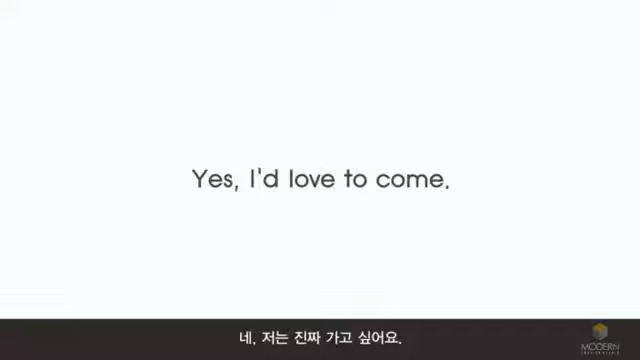 Yes, I'd love to come.
네. 저는 진짜 가고 싶어요.
MODERN